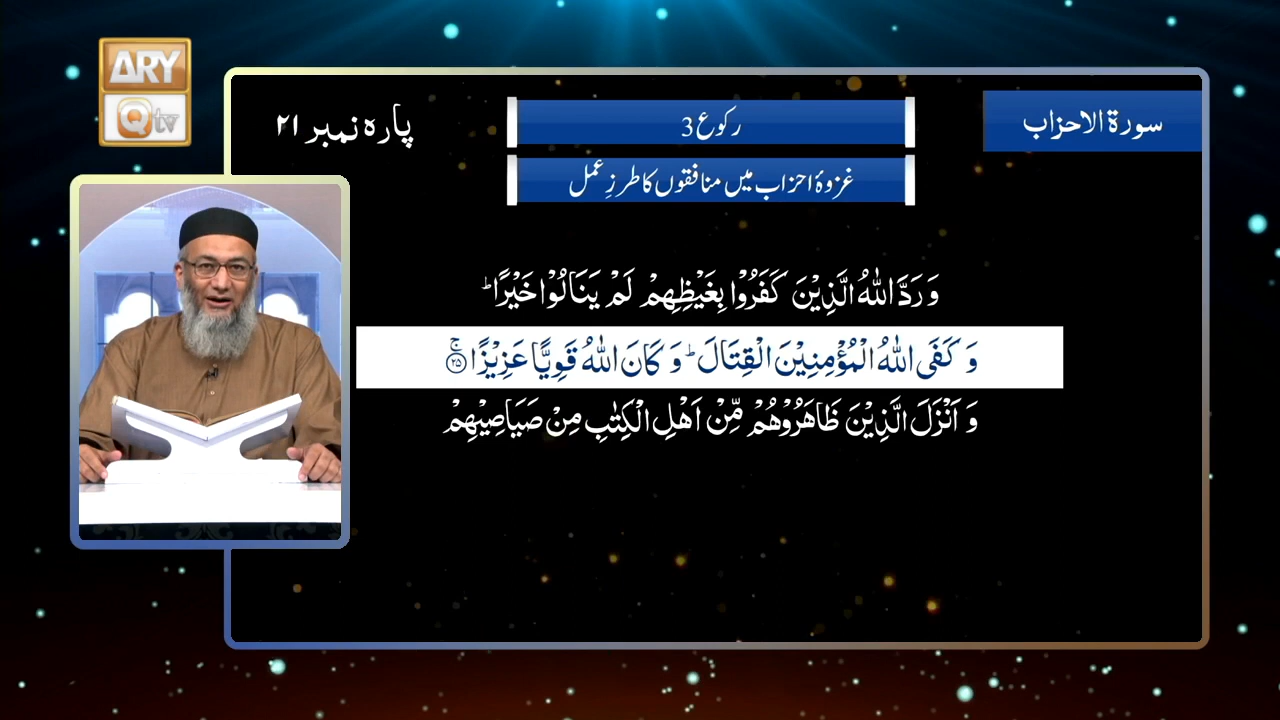 ARY
Qtv
پارہ نمبر ۲۱
رکوع 3
سورۃ الاحزاب
غزوۂ احزاب میں منافقوں کا طرزِ عمل
وَ رَدَّ اللّٰهُ الَّذِیْنَ كَفَرُوْا بِغَیْظِهِمْ لَمْ یَنَالُوْا خَیْرًاؕ
وَ كَفَى اللّٰهُ الْمُؤْمِنِیْنَ الْقِتَالَؕ وَ كَانَ اللّٰهُ قَوِیًّا عَزِیْزًاۚ۝۲۵
وَ اَنْزَلَ الَّذِیْنَ ظَاهَرُوْهُمْ مِّنْ اَهْلِ الْكِتٰبِ مِنْ صَیَاصِیْهِمْ